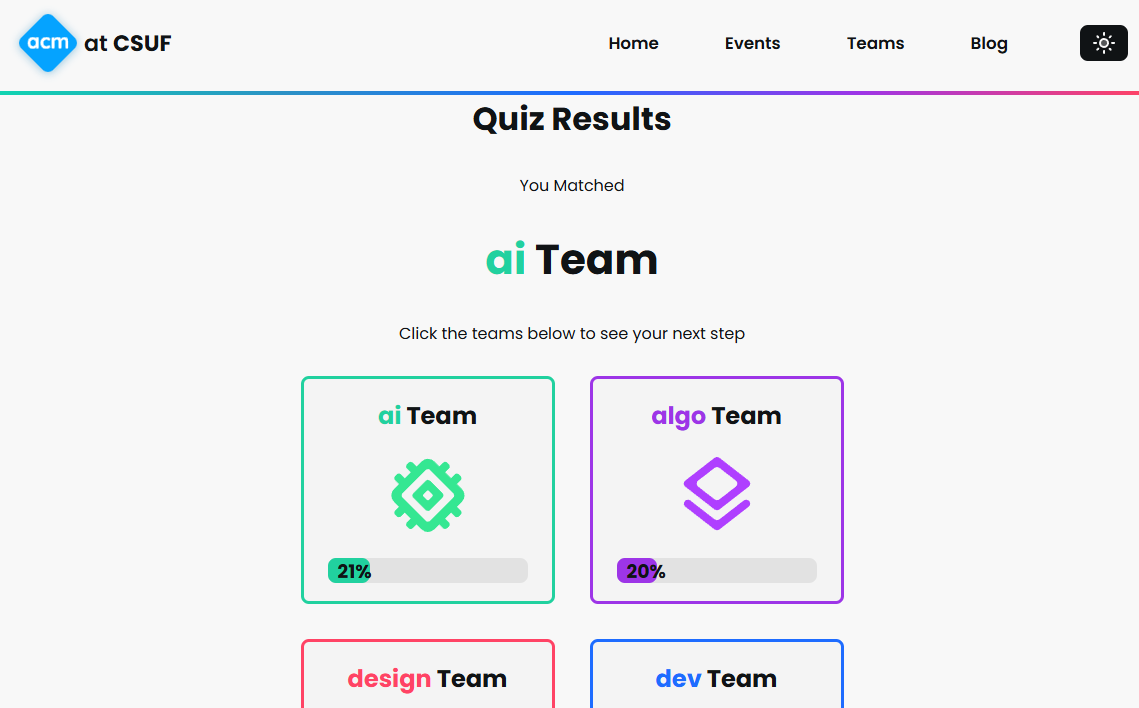 acm at CSUF Home Events Teams Blog
Quiz Results
You Matched
ai Team
Click the teams below to see your next step
ai Team
algo Team
21%
20%
design Team
dev Team